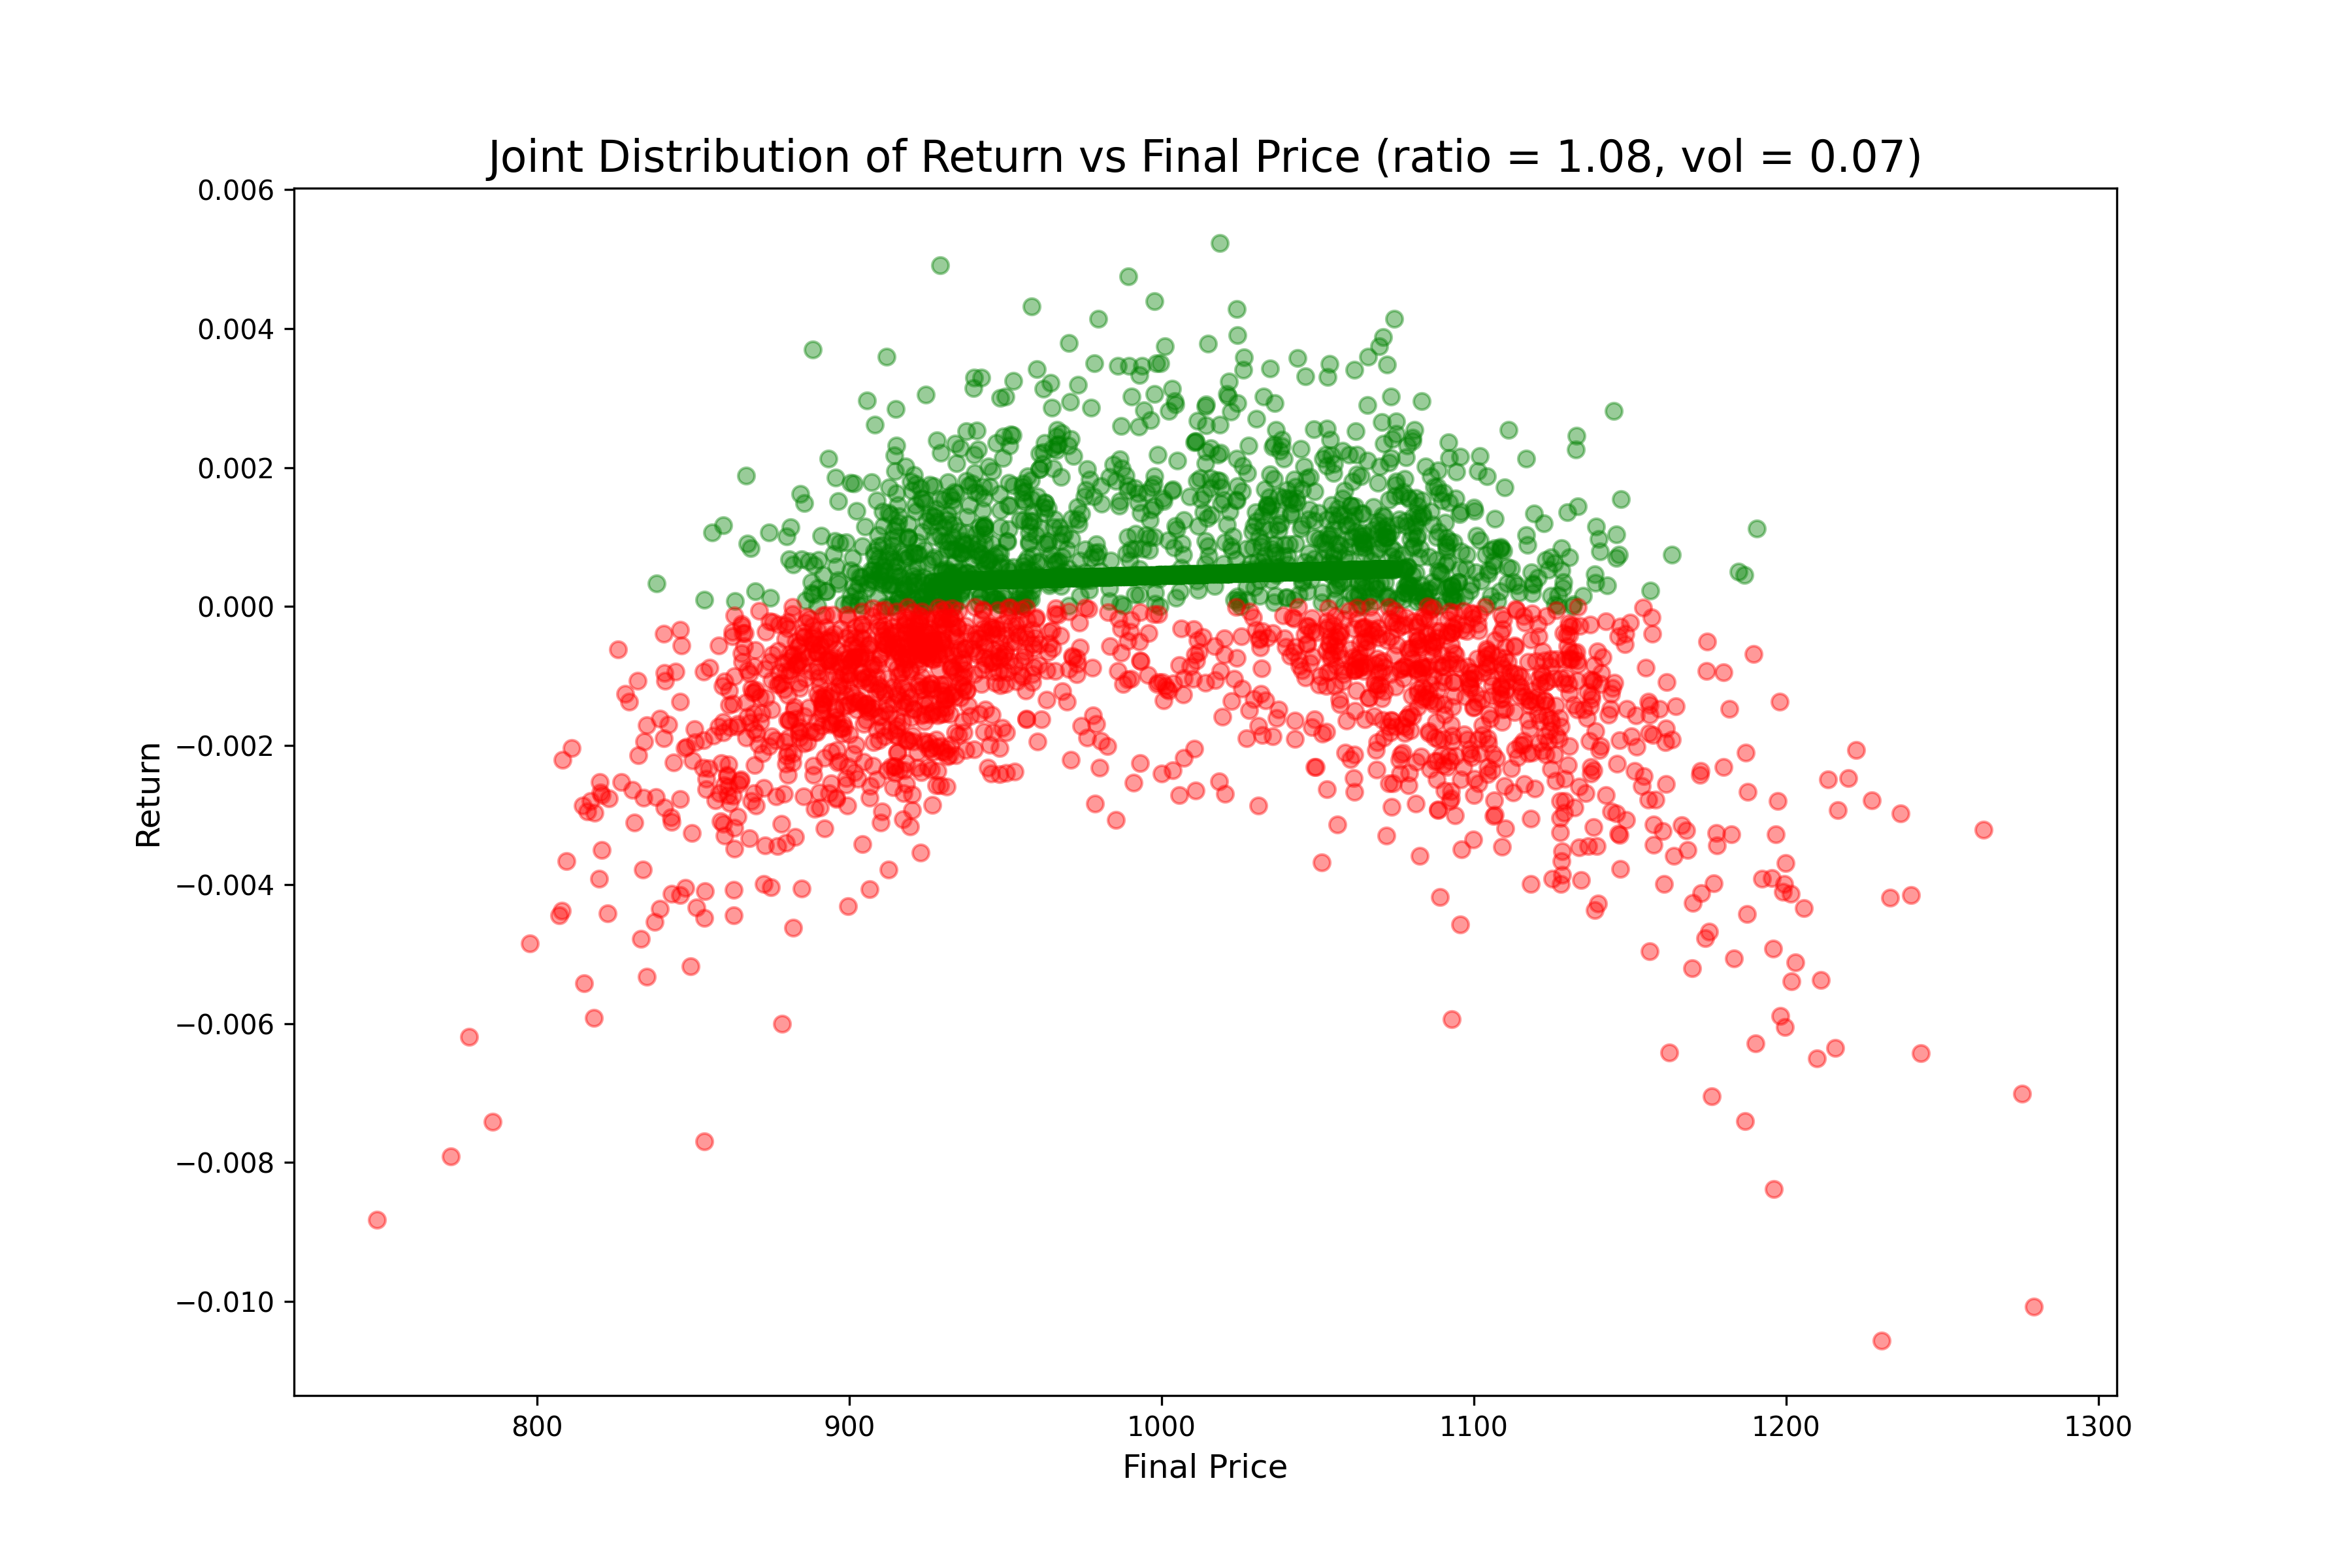 Joint Distribution of Return vs Final Price (ratio = 1.08, vol = 0.07)
0.006
0.004
0.002
0.000
−0.002
−0.004
−0.006
−0.008
−0.010
Return
800 900 1000 1100 1200 1300
Final Price